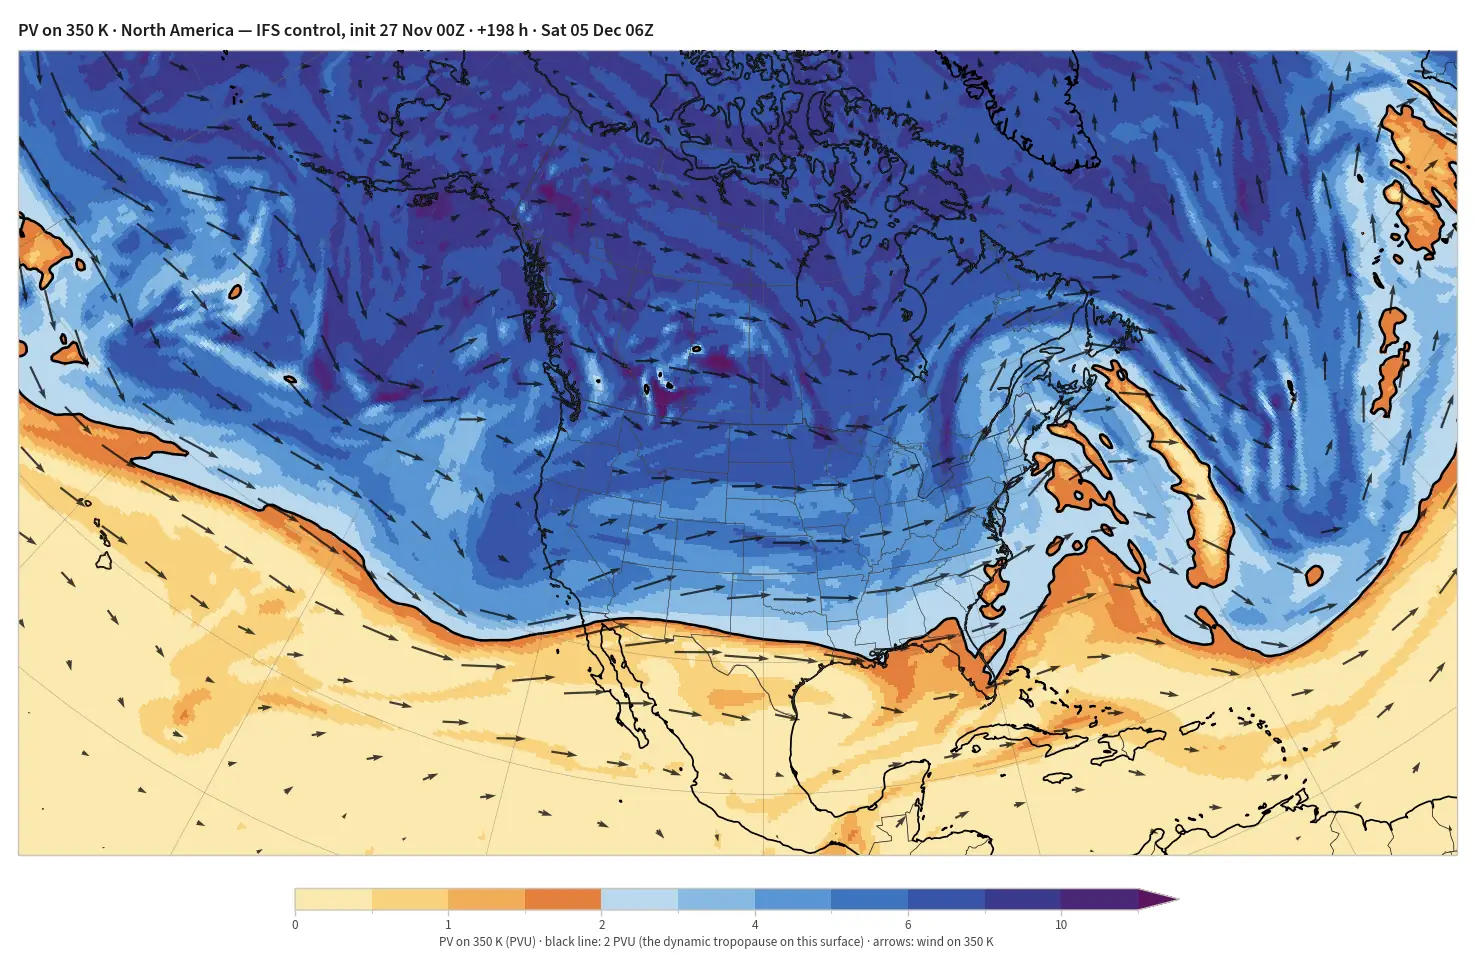 PV on 350 K · North America — IFS control, init 27 Nov 00Z · +198 h · Sat 05 Dec 06Z
0 1 2 4 6 10
PV on 350 K (PVU) · black line: 2 PVU (the dynamic tropopause on this surface) · arrows: wind on 350 K